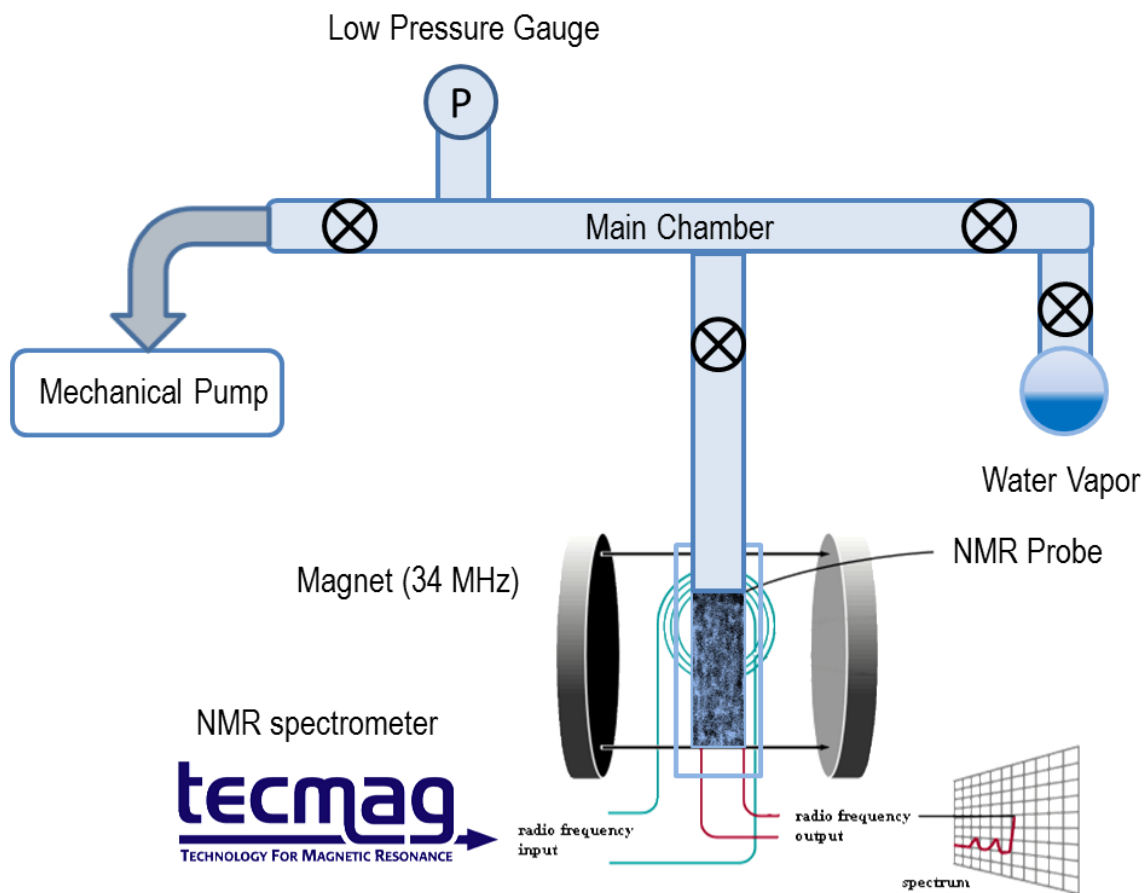 Low Pressure Gauge
P
Main Chamber
Mechanical Pump
Water Vapor
NMR Probe
Magnet (34 MHz)
NMR spectrometer
tecmag
TECHNOLOGY FOR MAGNETIC RESONANCE
radio frequency
input
radio frequency
output
spectrum